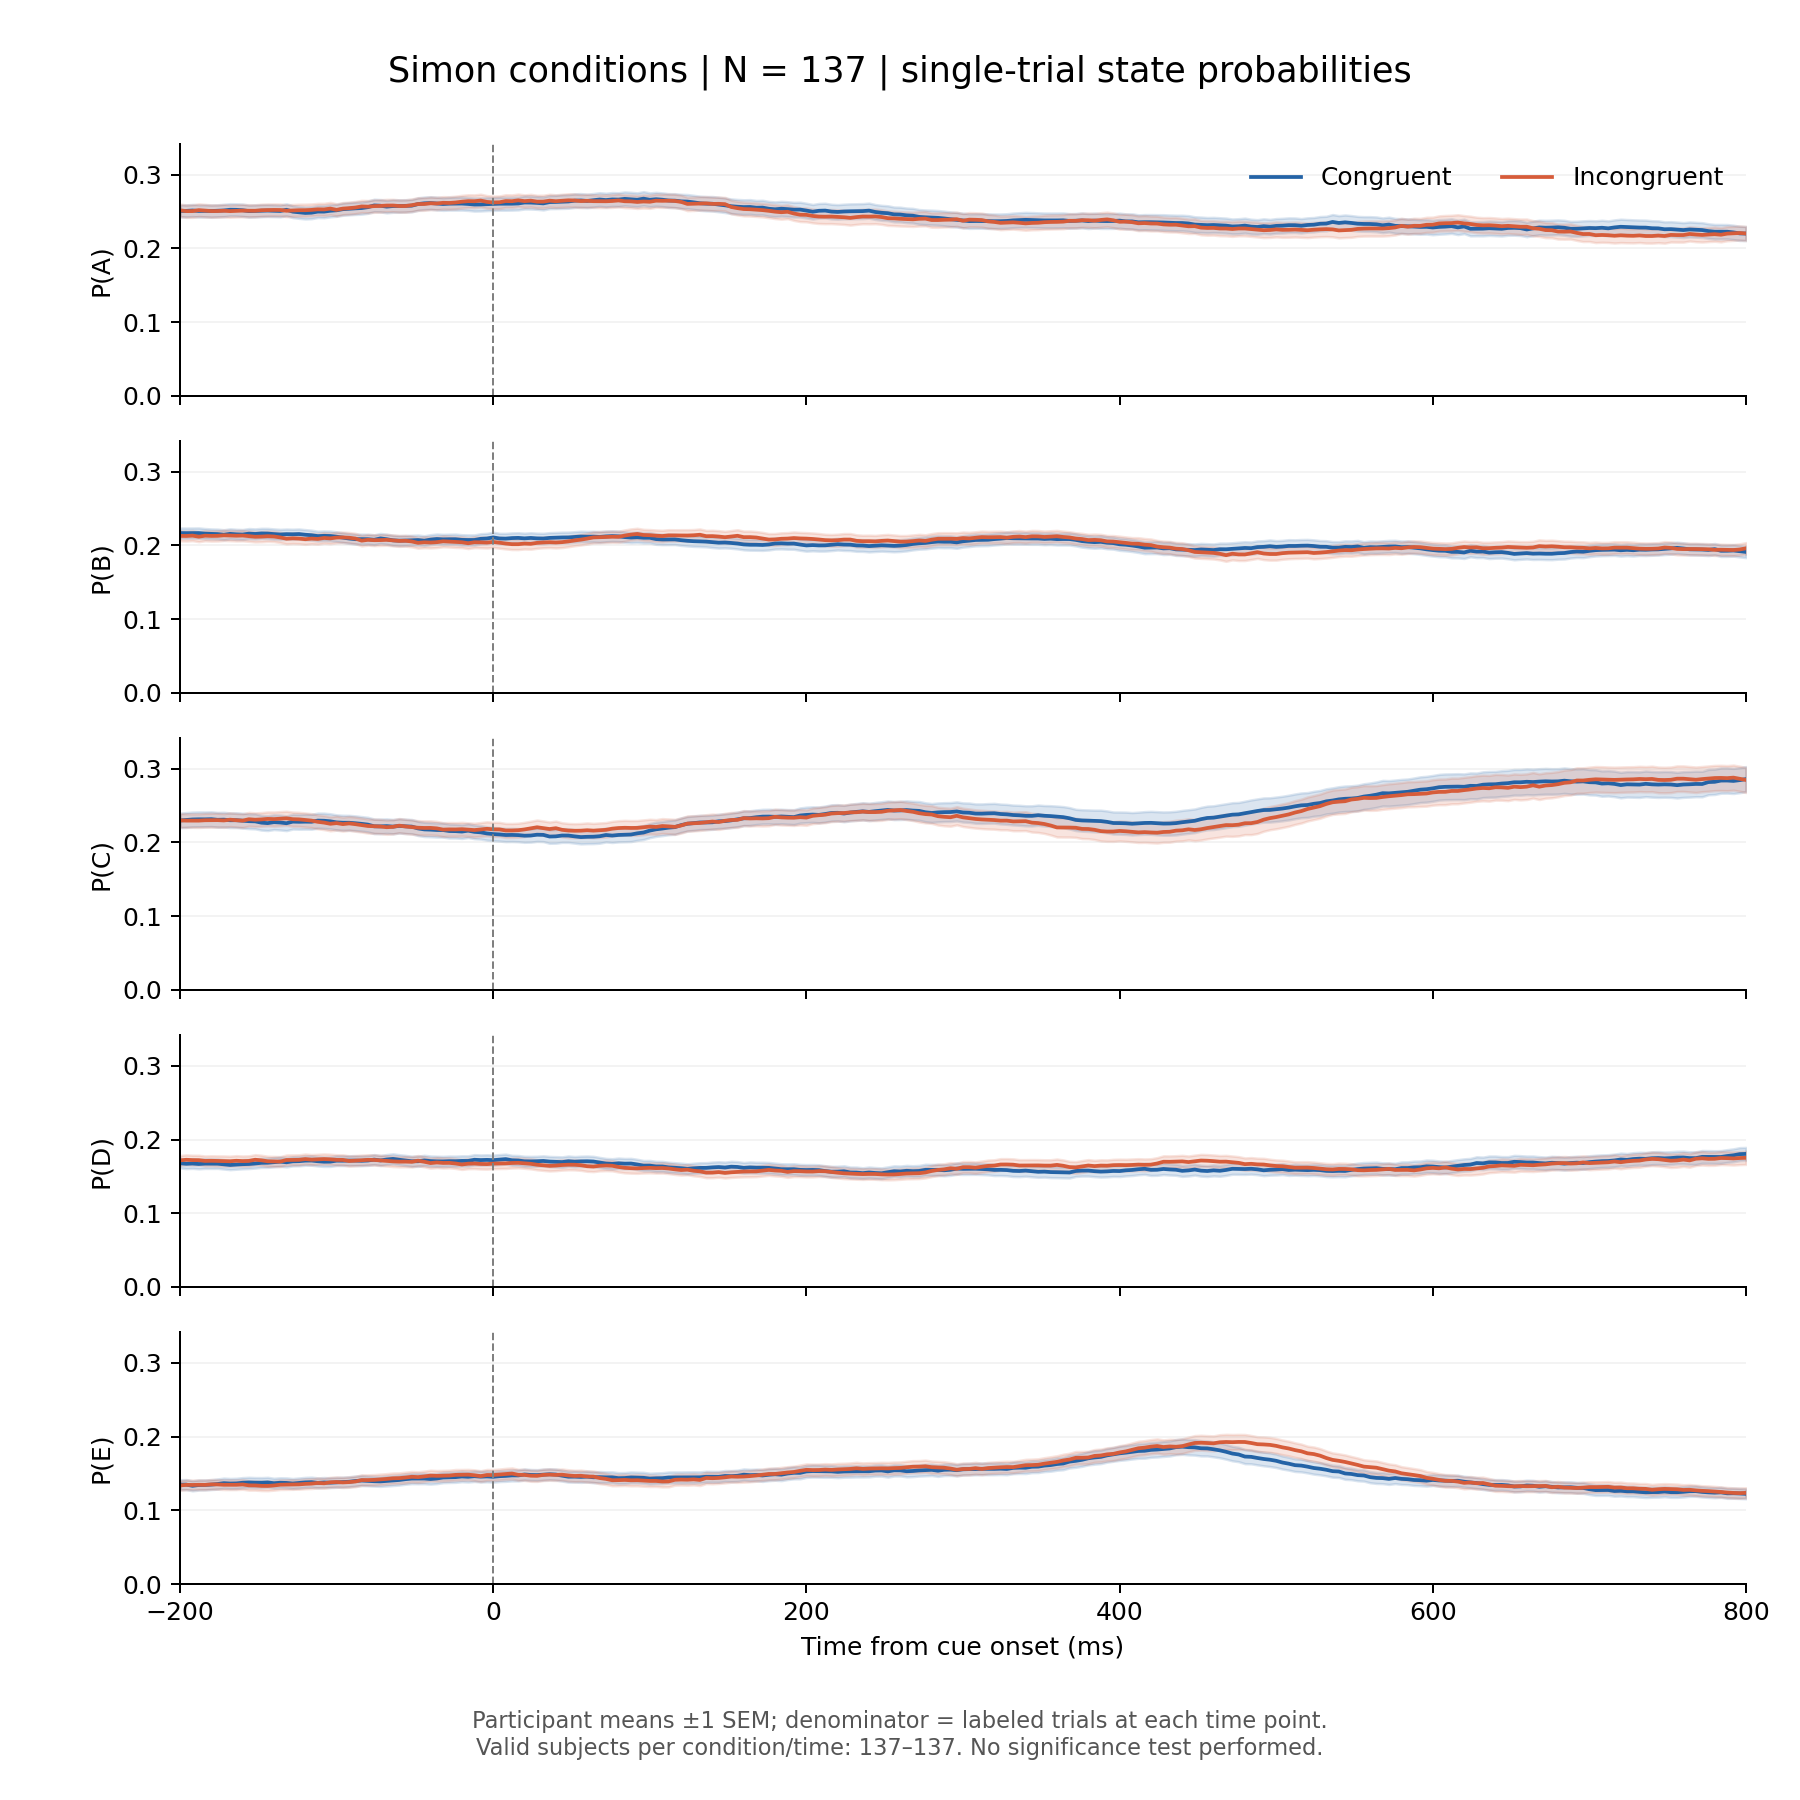 Simon conditions | N = 137 | single-trial state probabilities
Congruent Incongruent
P(A)
0.3
0.2
0.1
0.0
P(B)
0.3
0.2
0.1
0.0
P(C)
0.3
0.2
0.1
0.0
P(D)
0.3
0.2
0.1
0.0
P(E)
0.3
0.2
0.1
0.0
−200 0 200 400 600 800
Time from cue onset (ms)
Participant means ±1 SEM; denominator = labeled trials at each time point.
Valid subjects per condition/time: 137–137. No significance test performed.